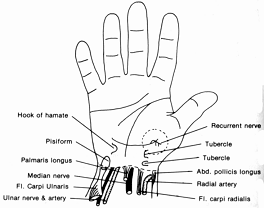 Hook of hamate
Pisiform
Palmaris longus
Median nerve
Fl. Carpi Ulnaris
Ulnar nerve & artery
Recurrent nerve
Tubercle
Tubercle
Abd. pollicis longus
Radial artery
Fl. carpi radialis